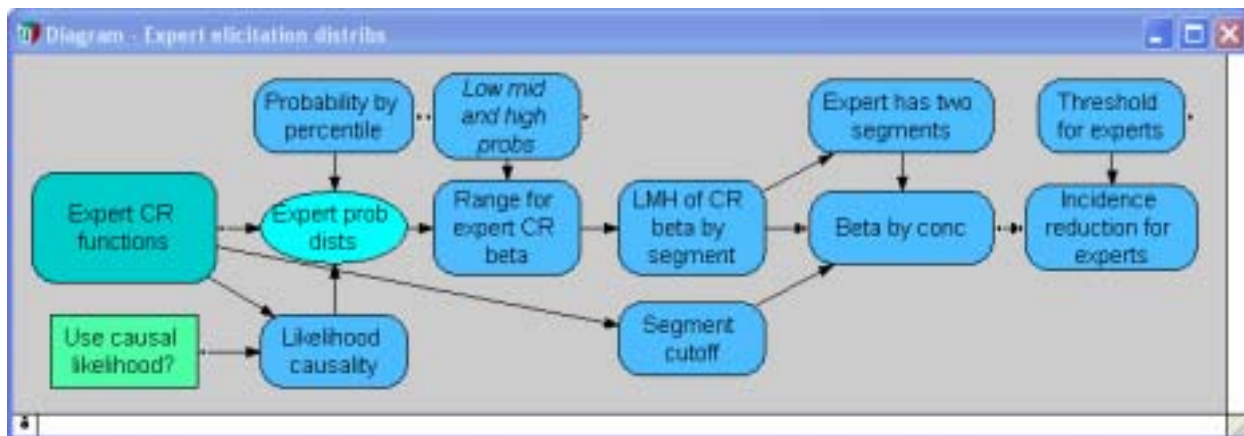 Diagram - Expert elicitation distribs
Probability by
percentile
Low mid
and high
probs
Expert has two
segments
Threshold
for experts
Expert CR
functions
Expert prob
dists
Range for
expert CR
beta
LMH of CR
beta by
segment
Beta by conc
Incidence
reduction for
experts
Use causal
likelihood?
Likelihood
causality
Segment
cutoff